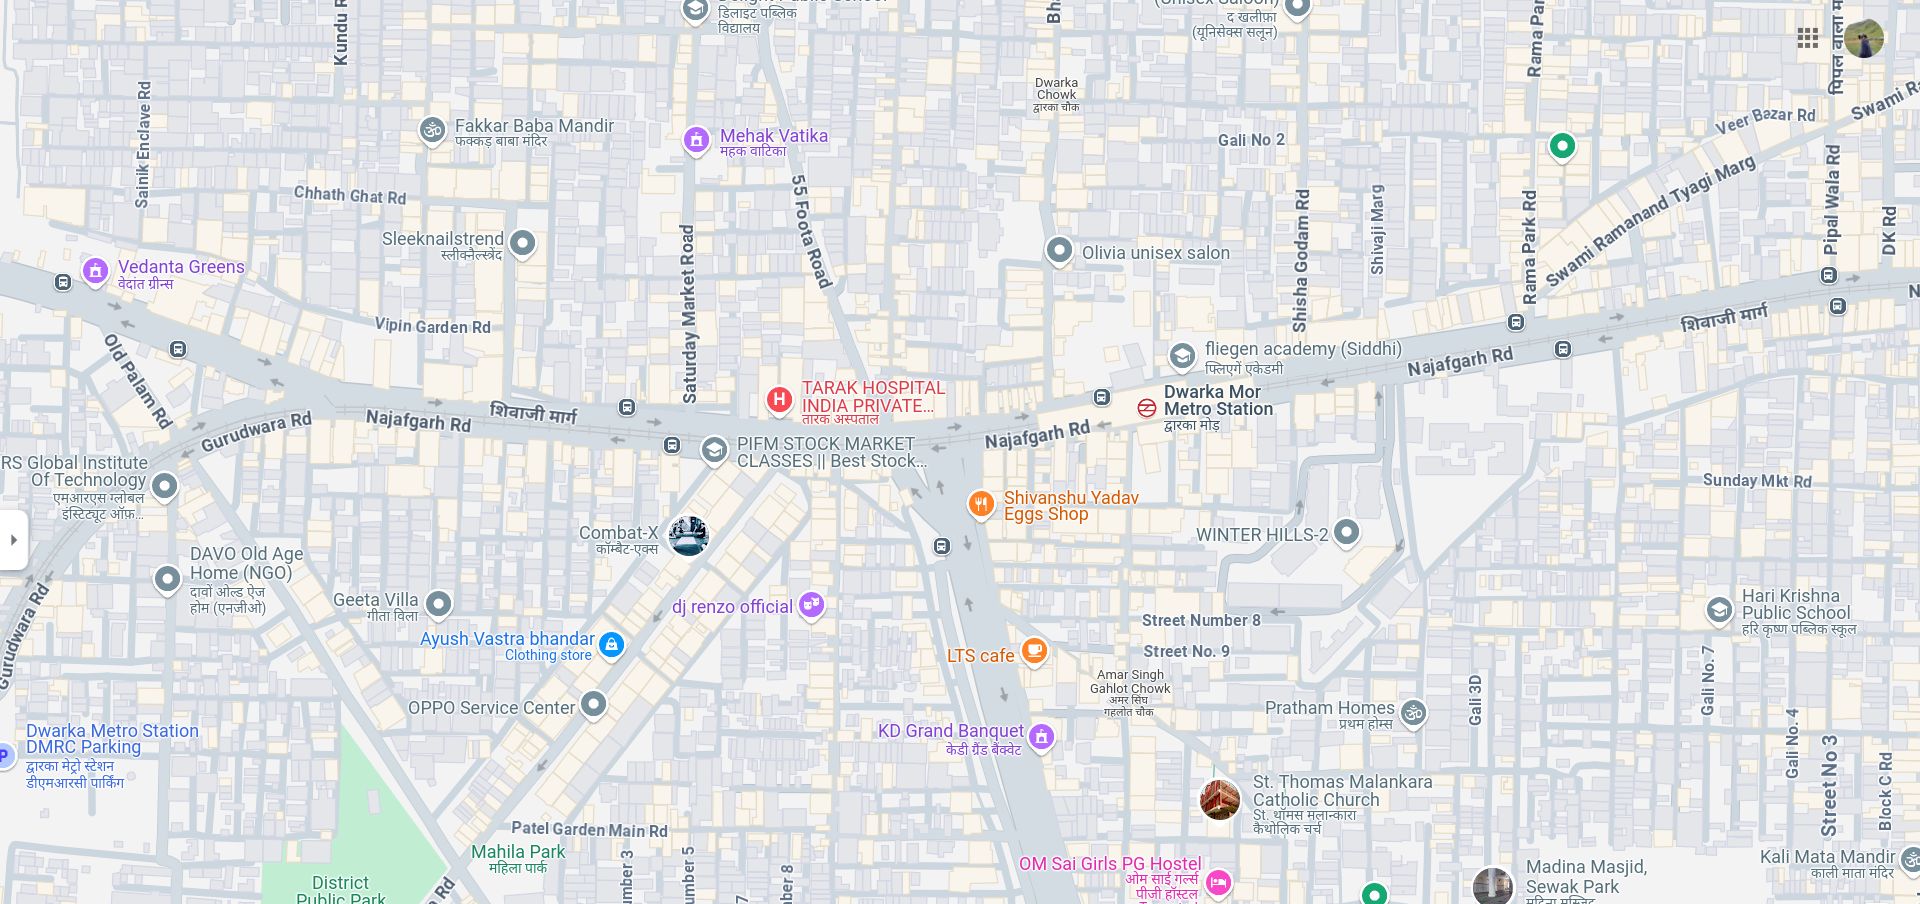 डिलाइट पब्लिक
विद्यालय
द खलीफ़ा
(यूनिसेक्स सलून)
Dwarka
Chowk
द्वारका चौक
Sainik Enclave Rd
Fakkar Baba Mandir
फक्कड़ बाबा मंदिर
Mehak Vatika
महक वाटिका
Gali No 2
Veer Bazar Rd
Chhath Ghat Rd
55 Foota Road
Swami Ramanand Tyagi Marg
Shivaji Marg
Shisha Godam Rd
Rama Park Rd
Pipal Wala Rd
DK Rd
Sleeknailstrend
स्लीक्नैल्स्त्रेंद
Olivia unisex salon
Vedanta Greens
वेदांत ग्रीन्स
Saturday Market Road
Vipin Garden Rd
Old Palam Rd
शिवाजी मार्ग
fliegen academy (Siddhi)
फ्लिएगें एकेडमी
Najafgarh Rd
TARAK HOSPITAL
INDIA PRIVATE...
तारक अस्पताल
Dwarka Mor
Metro Station
द्वारका मोड़
Gurudwara Rd
Najafgarh Rd
शिवाजी मार्ग
Najafgarh Rd
PIFM STOCK MARKET
CLASSES || Best Stock...
RS Global Institute
Of Technology
एमआरएस ग्लोबल
इंस्टिट्यूट ऑफ़...
Sunday Mkt Rd
Shivanshu Yadav
Eggs Shop
Combat-X
कॉम्बैट-एक्स
WINTER HILLS-2
DAVO Old Age
Home (NGO)
दावों ओल्ड ऐज
होम (एनजीओ)
Geeta Villa
गीता विला
dj renzo official
Gurudwara Rd
Hari Krishna
Public School
हरि कृष्ण पब्लिक स्कूल
Street Number 8
Street No. 9
Ayush Vastra bhandar
Clothing store
LTS cafe
Amar Singh
Gahlot Chowk
अमर सिंघ
गहलोत चौक
OPPO Service Center
Pratham Homes
प्रथम होम्स
Gali 3D
Gali No. 7
Gali No. 4
Street No 3
Block C Rd
Dwarka Metro Station
DMRC Parking
द्वारका मेट्रो स्टेशन
डीएमआरसी पार्किंग
KD Grand Banquet
केडी ग्रैंड बैंक्वेट
St. Thomas Malankara
Catholic Church
St. थॉमस मलान्कारा
कैथोलिक चर्च
Patel Garden Main Rd
Mahila Park
महिला पार्क
District
Public Park
OM Sai Girls PG Hostel
ओम साई गर्ल्स
पीजी हॉस्टल
Madina Masjid,
Sewak Park
Kali Mata Mandir
काली माता मंदिर